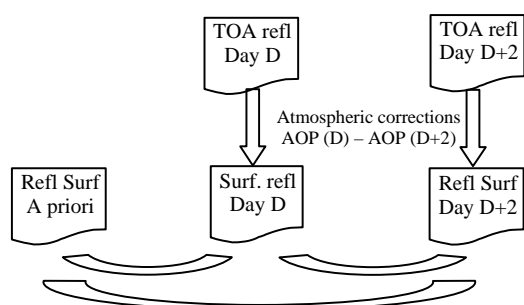 TOA refl
Day D
TOA refl
Day D+2
Atmospheric corrections
AOP (D) – AOP (D+2)
Refl Surf
A priori
Surf. refl
Day D
Refl Surf
Day D+2